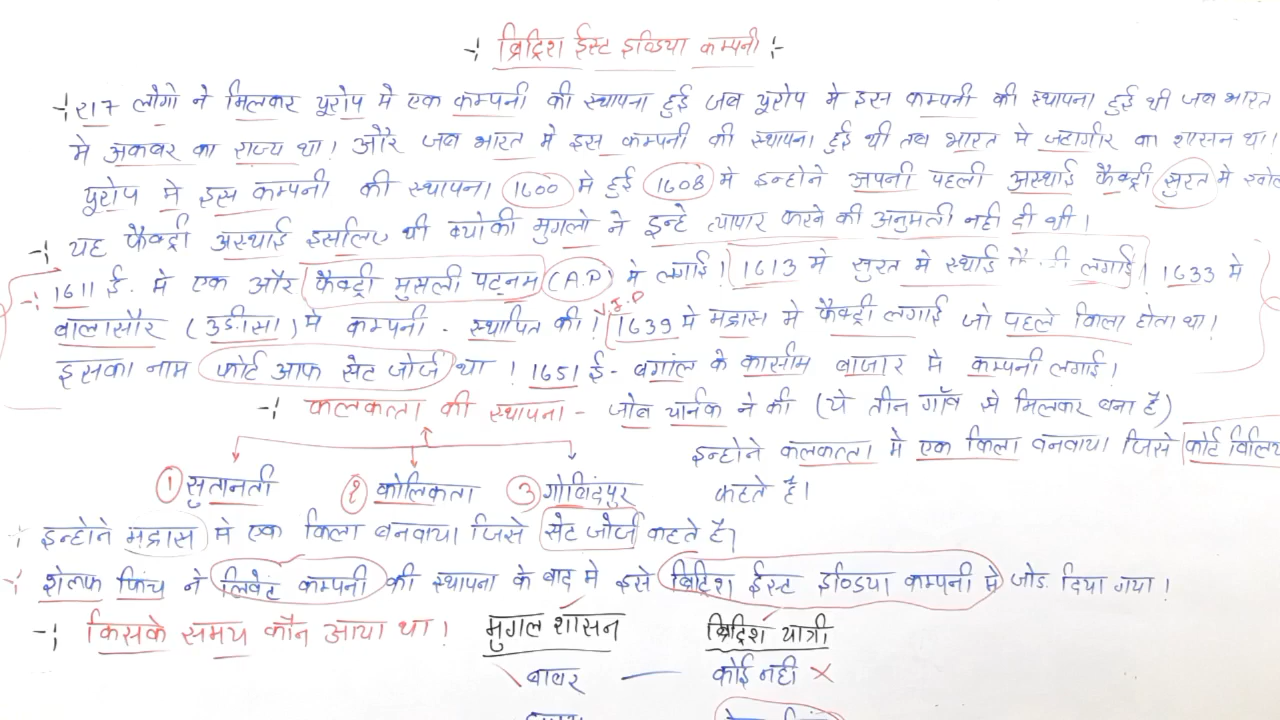 -: ब्रिट्रिश ईस्ट इण्डिया कम्पनी :-
-: 217 लोगो ने मिलकर यूरोप मे एक कम्पनी की स्थापना हुई जब यूरोप मे इस कम्पनी की स्थापना हुई थी जब भारत
मे अकबर का राज्य था। और जब भारत मे इस कम्पनी की स्थापना हुई थी तब भारत मे जहागीर का शासन था।
यूरोप मे इस कम्पनी की स्थापना 1600 मे हुई 1608 मे इन्होने अपनी पहली अस्थाई फैक्ट्री सुरत मे
-: यह फैक्ट्री अस्थाई इसलिए थी क्योकी मुगलो ने इन्हे व्यापार करने की अनुमती नही दी थी।
-: 1611 ई. मे एक और फैक्ट्री मुसली पट्नम (A.P) मे लगाई। 1613 मे सुरत मे स्थाई लगाई। 1633 मे
बालासौर (उडीसा) मे कम्पनी - स्थापित की। 1639 मे मद्रास मे फैक्ट्री लगाई जो पहले किला होता था।
इसका नाम फोर्ट आफ सेट जोर्ज था। 1651 ई- बगांल के कासीम बाजार मे कम्पनी लगाई।
-: कलकता की स्थापना - जोब चार्नक ने की (ये तीन गाँव से मिलकर बना है)
इन्होने कलकत्ता मे एक किला बनवाया जिसे फोर्ट
① सुतानती ② कोलिकता ③ गोबिंदपुर कहते है।
-: इन्होने मद्रास मे एक किला बनवाया जिसे सेट जोर्ज कहते है।
-: शेल्फ फिंच ने लिवेंट कम्पनी की स्थापना के बाद मे इसे ब्रिट्रिश ईस्ट इण्डिया कम्पनी मे जोड दिया गया।
-: किसके समय कौन आया था। मुगल शासन ब्रिट्रिश यात्री
बाबर — कोई नही ×